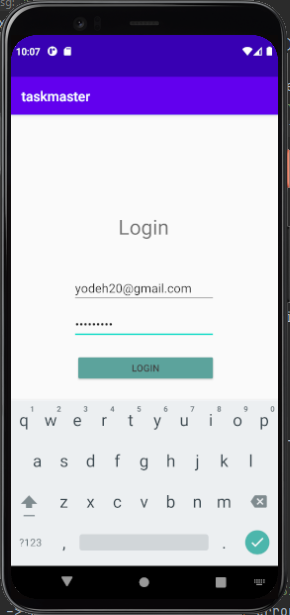 10:07
taskmaster
Login
yodeh20@gmail.com
•••••••••
LOGIN
1 2 3 4 5 6 7 8 9 0
q w e r t y u i o p
a s d f g h j k l
z x c v b n m
?123 , .